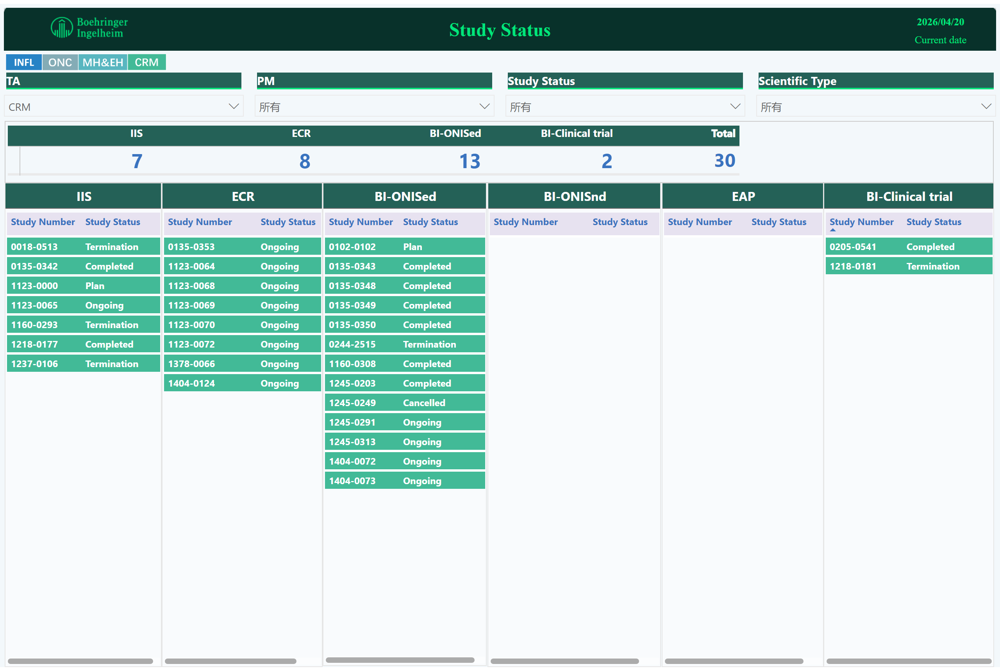 Boehringer
Ingelheim
Study Status
2026/04/20
Current date
INFL ONC MH&EH CRM
TA PM Study Status Scientific Type
CRM 所有 所有 所有
IIS ECR BI-ONISed BI-Clinical trial Total
7 8 13 2 30
IIS ECR BI-ONISed BI-ONISnd EAP BI-Clinical trial
Study Number Study Status Study Number Study Status Study Number Study Status Study Number Study Status Study Number Study Status Study Number Study Status
0018-0513 Termination 0135-0353 Ongoing 0102-0102 Plan 0205-0541 Completed
0135-0342 Completed 1123-0064 Ongoing 0135-0343 Completed 1218-0181 Termination
1123-0000 Plan 1123-0068 Ongoing 0135-0348 Completed
1123-0065 Ongoing 1123-0069 Ongoing 0135-0349 Completed
1160-0293 Termination 1123-0070 Ongoing 0135-0350 Completed
1218-0177 Completed 1123-0072 Ongoing 0244-2515 Termination
1237-0106 Termination 1378-0066 Ongoing 1160-0308 Completed
1404-0124 Ongoing 1245-0203 Completed
1245-0249 Cancelled
1245-0291 Ongoing
1245-0313 Ongoing
1404-0072 Ongoing
1404-0073 Ongoing